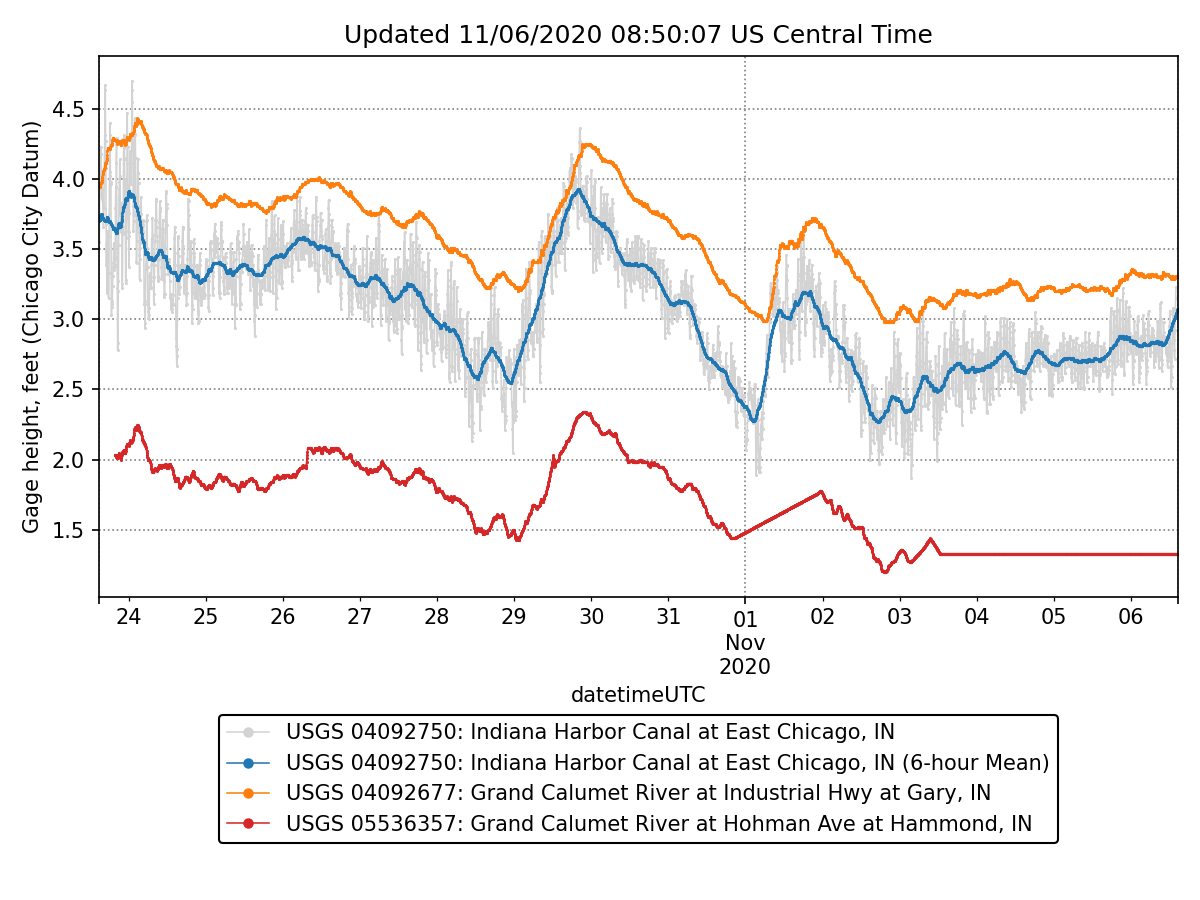 Updated 11/06/2020 08:50:07 US Central Time
Gage height, feet (Chicago City Datum)
4.5
4.0
3.5
3.0
2.5
2.0
1.5
24 25 26 27 28 29 30 31 01 02 03 04 05 06
Nov
2020
datetimeUTC
USGS 04092750: Indiana Harbor Canal at East Chicago, IN
USGS 04092750: Indiana Harbor Canal at East Chicago, IN (6-hour Mean)
USGS 04092677: Grand Calumet River at Industrial Hwy at Gary, IN
USGS 05536357: Grand Calumet River at Hohman Ave at Hammond, IN